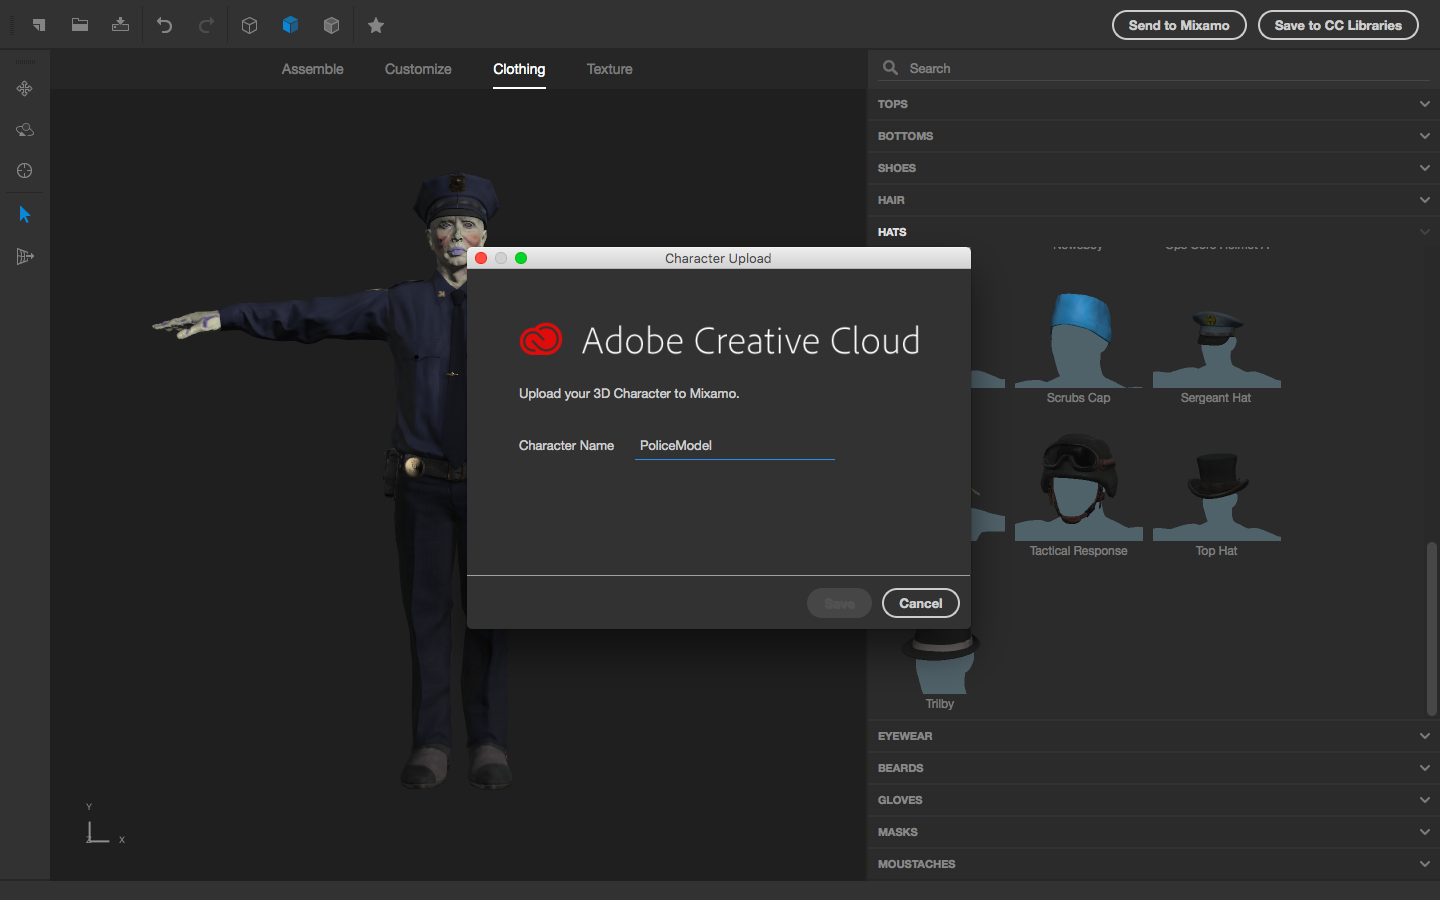 Send to Mixamo
Save to CC Libraries
Assemble
Customize
Clothing
Texture
Search
TOPS
BOTTOMS
SHOES
HAIR
HATS
Character Upload
Adobe Creative Cloud
Upload your 3D Character to Mixamo.
Character Name
PoliceModel
Save
Cancel
Scrubs Cap
Sergeant Hat
Tactical Response
Top Hat
Trilby
EYEWEAR
BEARDS
GLOVES
MASKS
MOUSTACHES
Y
Z
X